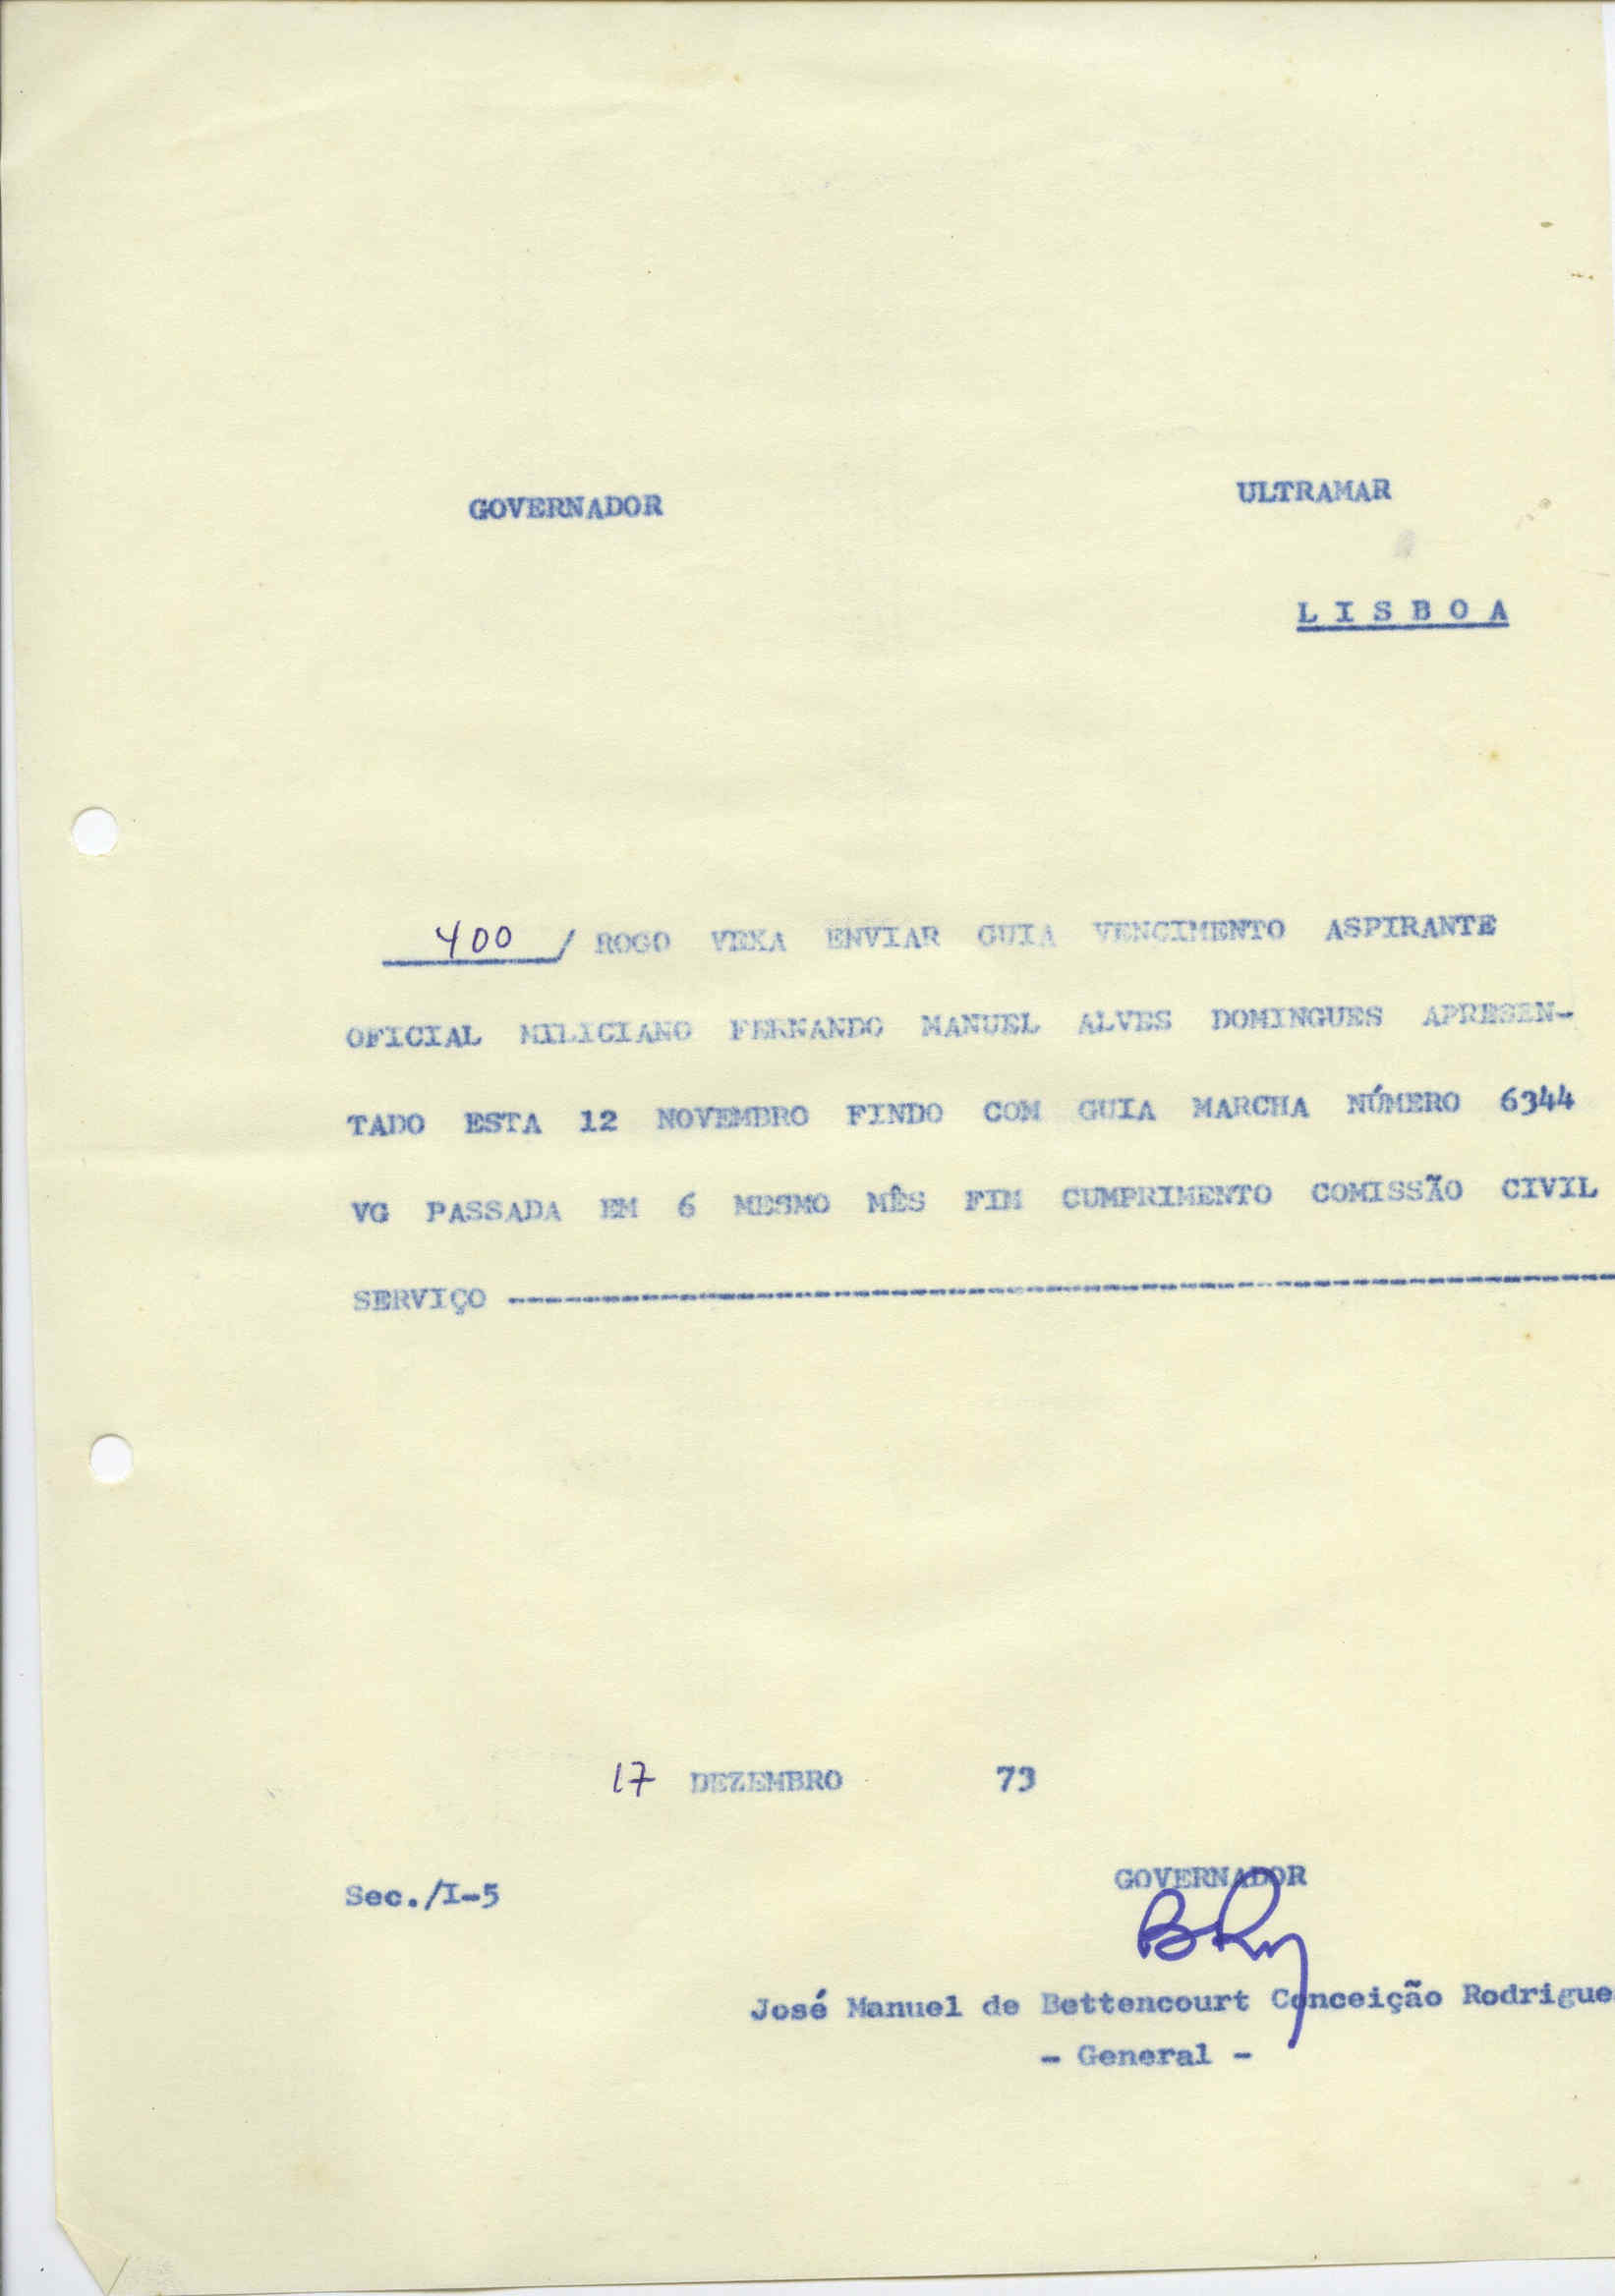 GOVERNADOR ULTRAMAR
L I S B O A
400 / ROGO VEXA ENVIAR GUIA VENCIMENTO ASPIRANTE
OFICIAL MILICIANO FERNANDO MANUEL ALVES DOMINGUES APRESEN-
TADO ESTA 12 NOVEMBRO FINDO COM GUIA MARCHA NÚMERO 6344
VG PASSADA EM 6 MESMO MÊS FIM CUMPRIMENTO COMISSÃO CIVIL
SERVIÇO ------------------------------------------------
17 DEZEMBRO 73
GOVERNADOR
Sec./I-5
José Manuel de Bettencourt Conceição Rodrigue
- General -